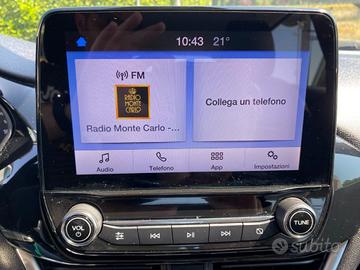 10:43 21°
FM
RADIO
MONTE
CARLO
Radio Monte Carlo -...
Collega un telefono
Audio
Telefono
App
Impostazioni
VOL
TUNE
subito